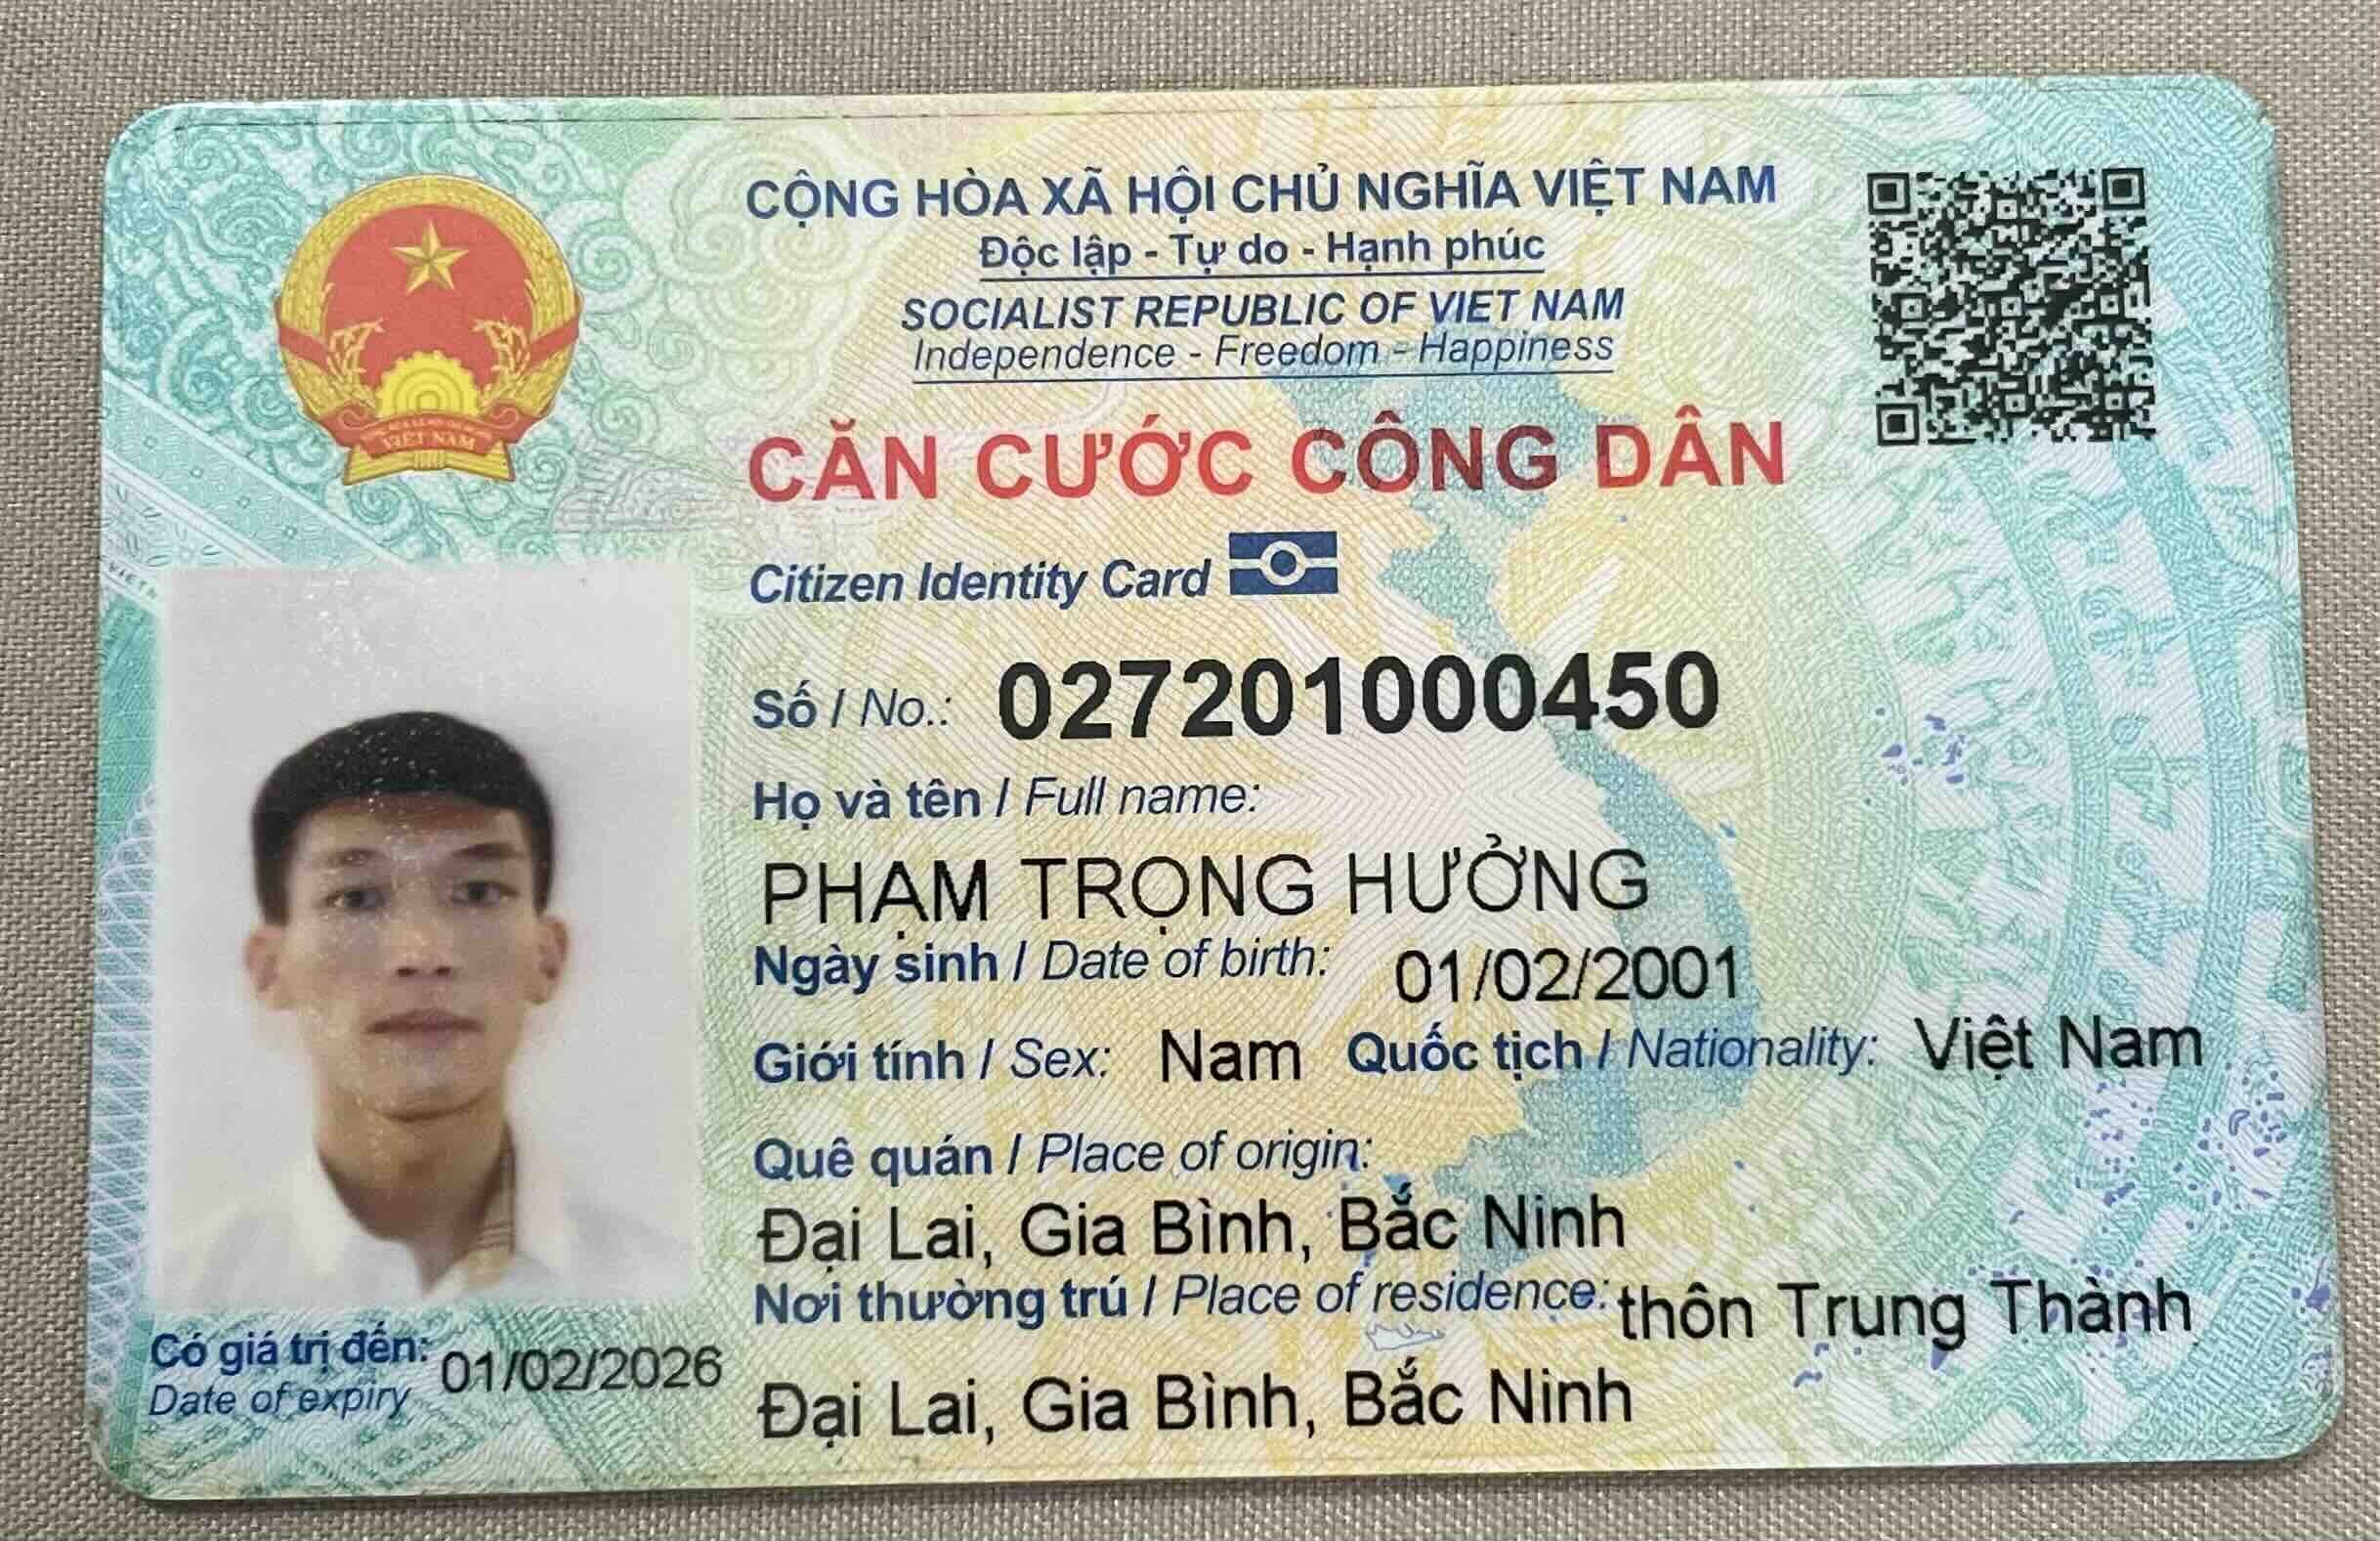 CỘNG HÒA XÃ HỘI CHỦ NGHĨA VIỆT NAM
Độc lập - Tự do - Hạnh phúc
SOCIALIST REPUBLIC OF VIET NAM
Independence - Freedom - Happiness
VIỆT NAM
CĂN CƯỚC CÔNG DÂN
Citizen Identity Card
Số / No.: 027201000450
Họ và tên / Full name:
PHẠM TRỌNG HƯỞNG
Ngày sinh / Date of birth: 01/02/2001
Giới tính / Sex: Nam Quốc tịch / Nationality: Việt Nam
Quê quán / Place of origin:
Đại Lai, Gia Bình, Bắc Ninh
Nơi thường trú / Place of residence: thôn Trung Thành
Đại Lai, Gia Bình, Bắc Ninh
Có giá trị đến: 01/02/2026
Date of expiry